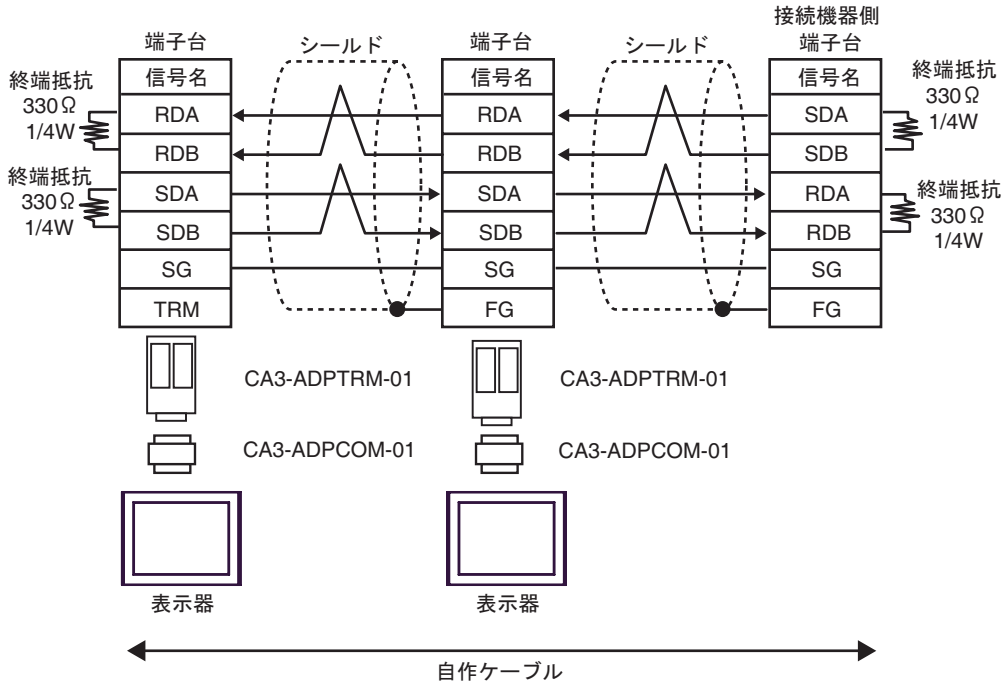 接続機器側
端子台
シールド
端子台
シールド
端子台
終端抵抗
330Ω
1/4W
終端抵抗
330Ω
1/4W
信号名
RDA
RDB
SDA
SDB
SG
TRM
信号名
RDA
RDB
SDA
SDB
SG
FG
信号名
SDA
SDB
RDA
RDB
SG
FG
終端抵抗
330Ω
1/4W
終端抵抗
330Ω
1/4W
CA3-ADPTRM-01
CA3-ADPTRM-01
CA3-ADPCOM-01
CA3-ADPCOM-01
表示器
表示器
自作ケーブル